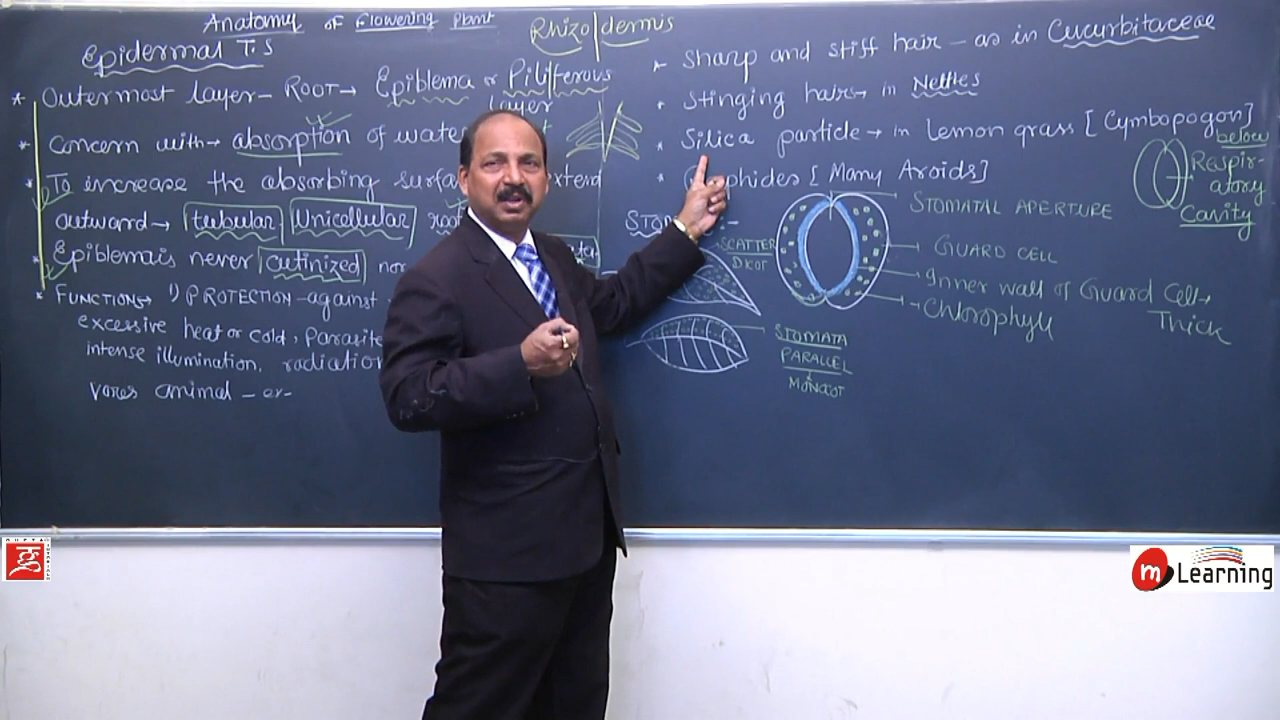 Anatomy of Flowering Plant
Epidermal T.S
Rhizo|dermis
* Outermost layer – ROOT → Epiblema or Piliferous
layer
* Concern with → absorption of water
* To increase the absorbing extend
outward → tubular Unicellular
* Epiblema is never cutinized
* FUNCTION → 1) PROTECTION – against
excessive heat or cold, Parasite
intense illumination, radiation
vores animal – er-
* Sharp and stiff hair – as in Cucurbitaceae
* Stinging hair → in Nettles
* Silica particle → in Lemon grass [Cymbopogon]
* [Many Aroids]
below
Respir-
atory
Cavity
STOMATAL APERTURE
SCATTER
DICOT
GUARD CELL
Inner wall of Guard Cell →
Thick
Chlorophyll
STOMATA
PARALLEL
MONOCOT
GUPTA
mLearning